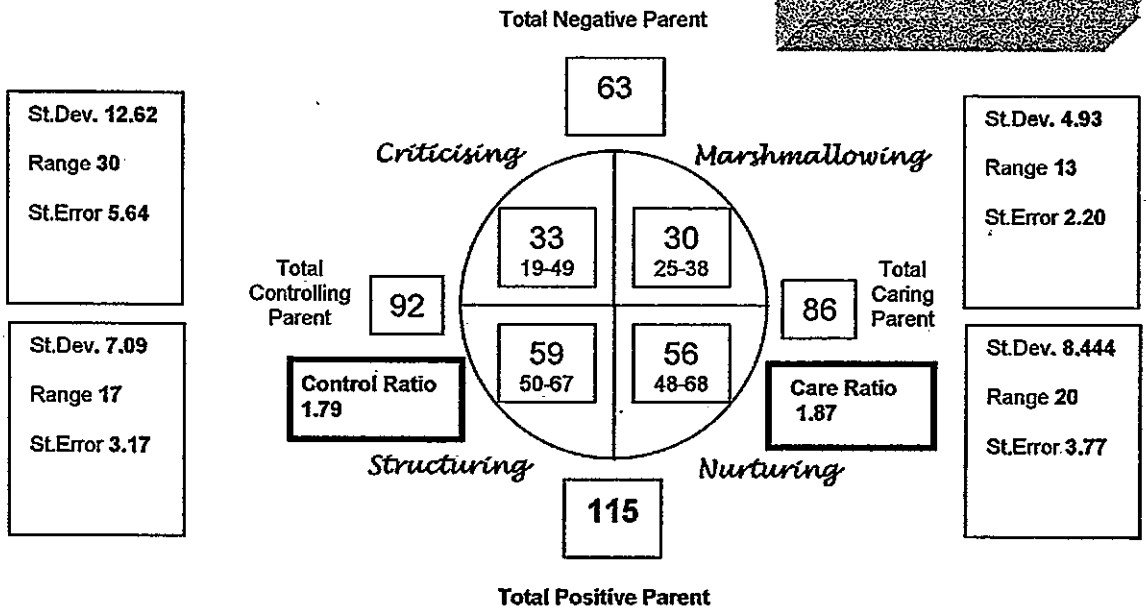 Total Negative Parent
63
St.Dev. 12.62
Range 30
St.Error 5.64
St.Dev. 4.93
Range 13
St.Error 2.20
Criticising
Marshmallowing
33
19-49
30
25-38
Total
Controlling
Parent
92
86
Total
Caring
Parent
St.Dev. 7.09
Range 17
St.Error 3.17
59
50-67
56
48-68
Control Ratio
1.79
Care Ratio
1.87
St.Dev. 8.444
Range 20
St.Error 3.77
Structuring
Nurturing
115
Total Positive Parent